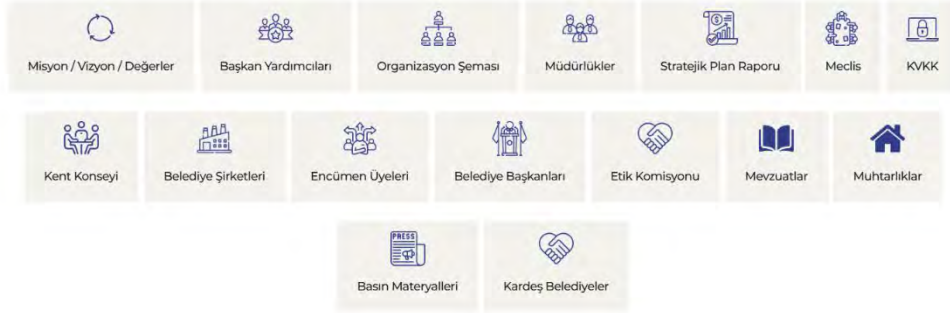 Misyon / Vizyon / Değerler
Başkan Yardımcıları
Organizasyon Şeması
Müdürlükler
Stratejik Plan Raporu
Meclis
KVKK
Kent Konseyi
Belediye Şirketleri
Encümen Üyeleri
Belediye Başkanları
Etik Komisyonu
Mevzuatlar
Muhtarlıklar
PRESS
Basın Materyalleri
Kardeş Belediyeler